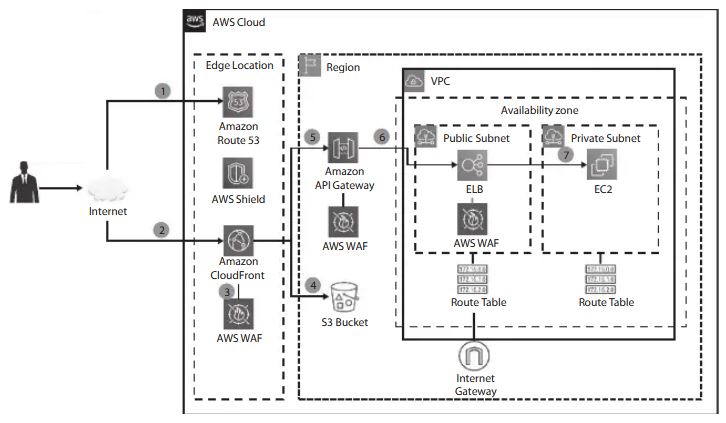 aws
AWS Cloud
Edge Location
Region
VPC
Availability zone
1
53
Amazon
Route 53
AWS Shield
Internet
2
Amazon
CloudFront
3
AWS WAF
5
Amazon
API Gateway
AWS WAF
4
S3 Bucket
6
Public Subnet
ELB
AWS WAF
Private Subnet
7
EC2
Route Table
Route Table
Internet
Gateway